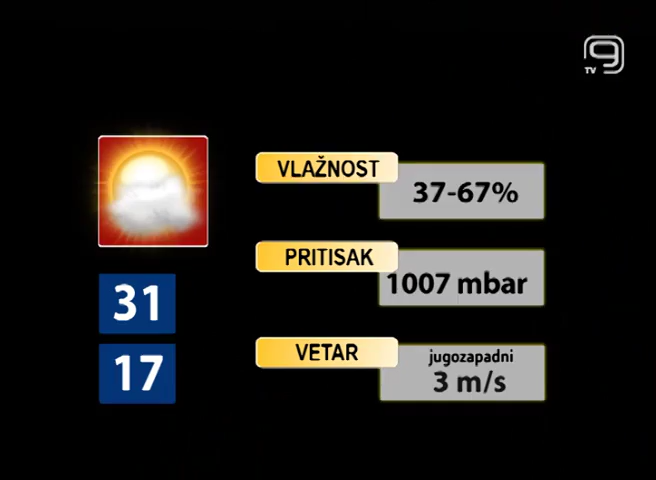 9
TV
VLAŽNOST
37-67%
PRITISAK
1007 mbar
31
17
VETAR
jugozapadni
3 m/s